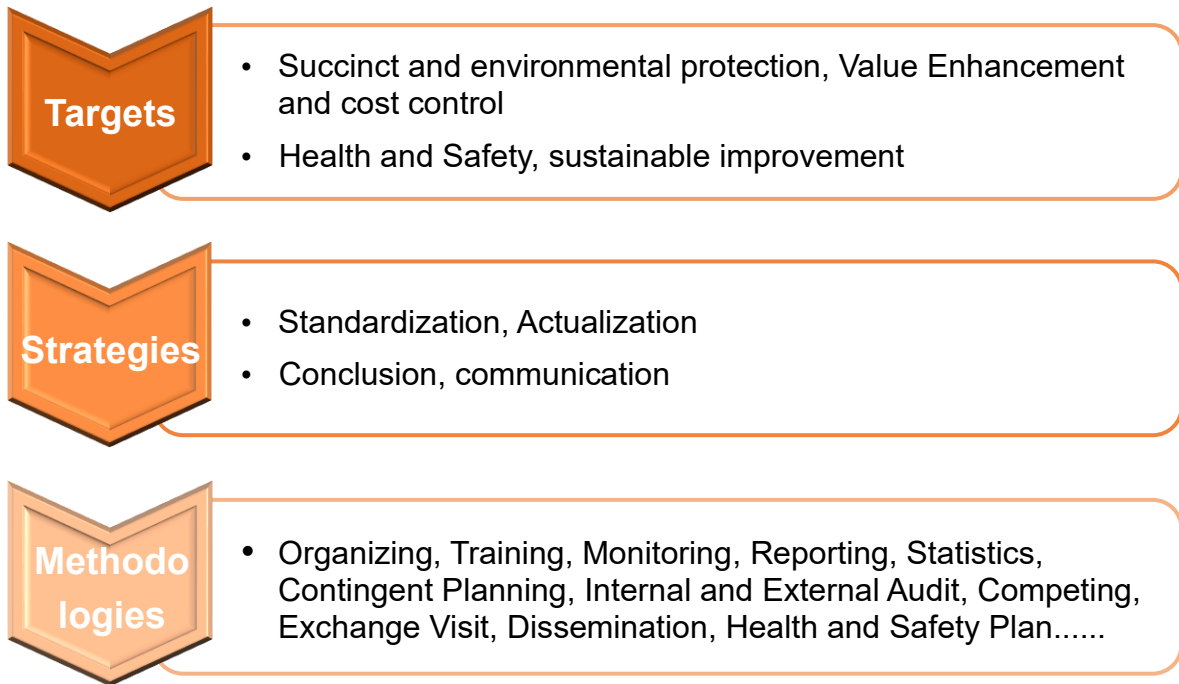 Targets
• Succinct and environmental protection, Value Enhancement
and cost control
• Health and Safety, sustainable improvement
Strategies
• Standardization, Actualization
• Conclusion, communication
Methodo
logies
• Organizing, Training, Monitoring, Reporting, Statistics,
Contingent Planning, Internal and External Audit, Competing,
Exchange Visit, Dissemination, Health and Safety Plan......